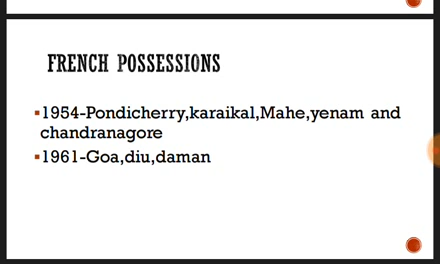 FRENCH POSSESSIONS
1954-Pondicherry,karaikal,Mahe,yenam and
chandranagore
1961-Goa,diu,daman